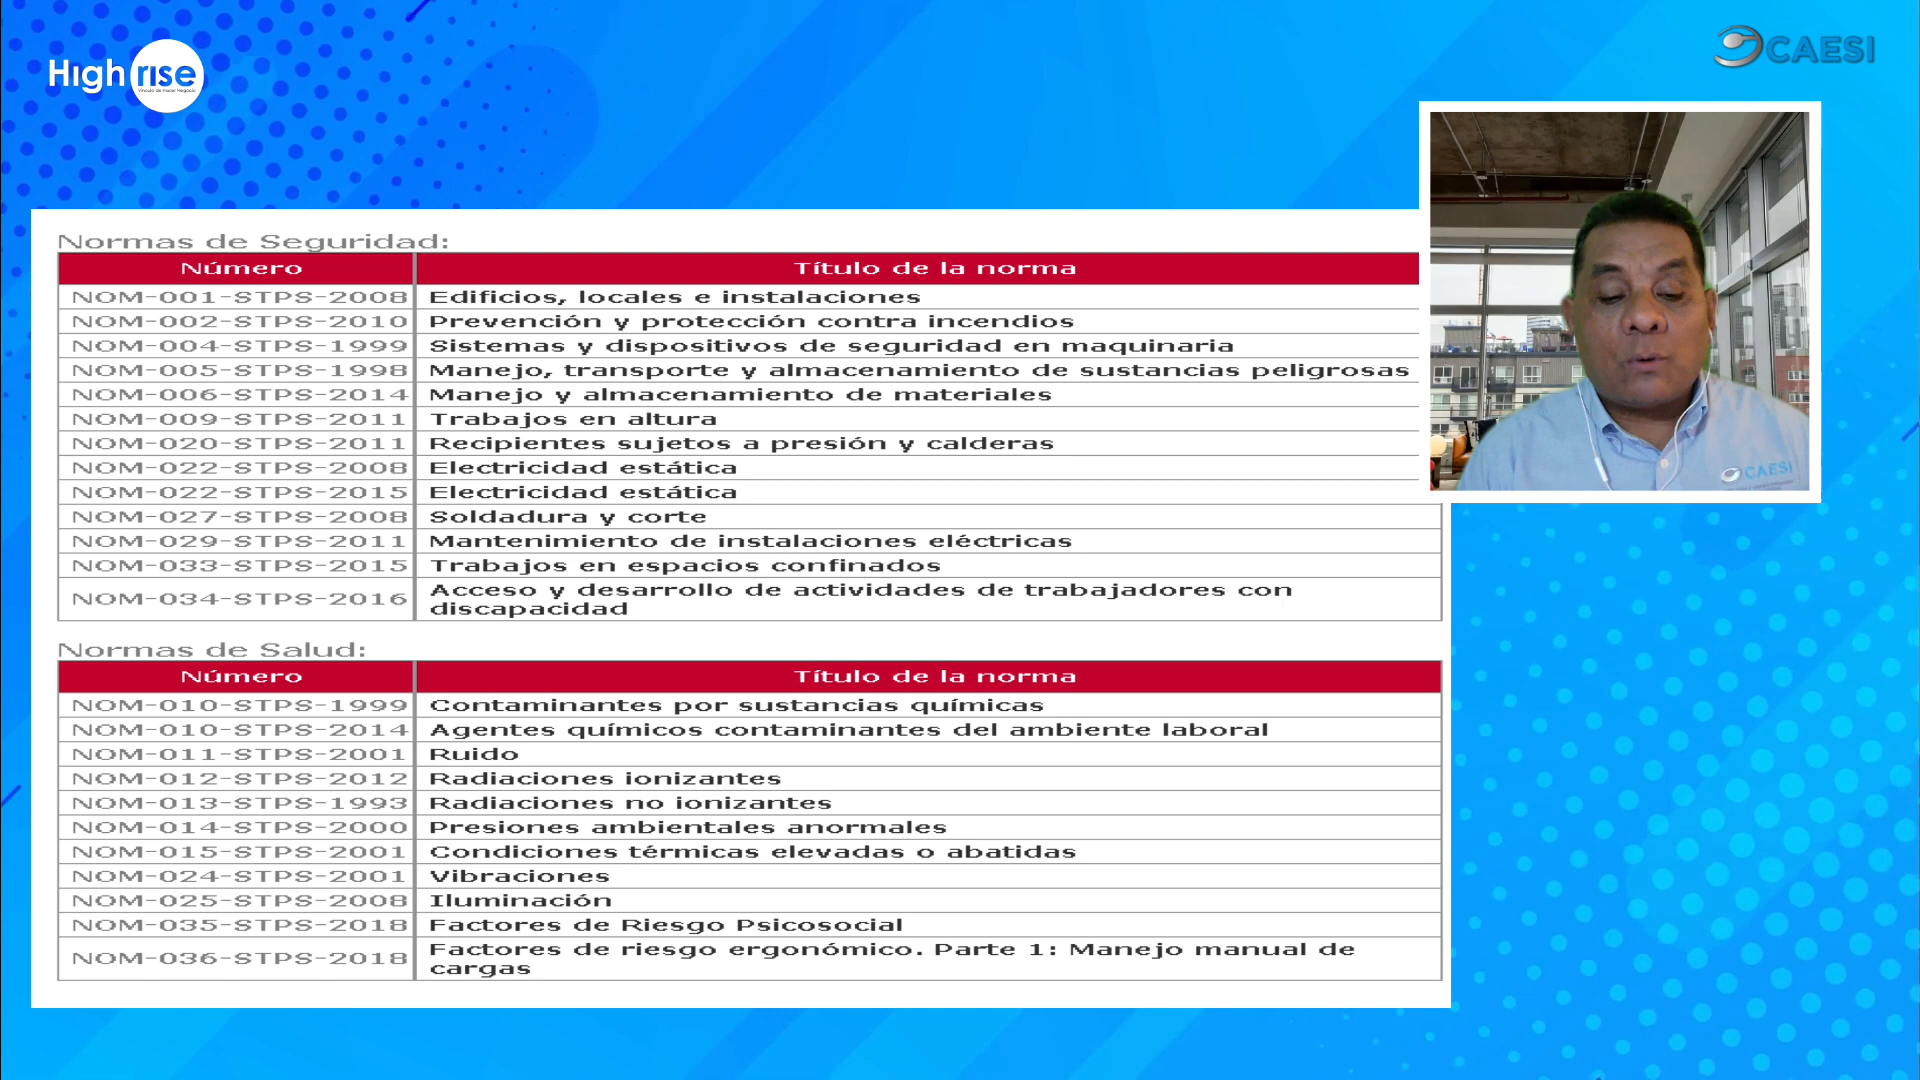 High rise
Vínculo de Hacer Negocio
CAESI
Normas de Seguridad:
Número Título de la norma
NOM-001-STPS-2008 Edificios, locales e instalaciones
NOM-002-STPS-2010 Prevención y protección contra incendios
NOM-004-STPS-1999 Sistemas y dispositivos de seguridad en maquinaria
NOM-005-STPS-1998 Manejo, transporte y almacenamiento de sustancias peligrosas
NOM-006-STPS-2014 Manejo y almacenamiento de materiales
NOM-009-STPS-2011 Trabajos en altura
NOM-020-STPS-2011 Recipientes sujetos a presión y calderas
NOM-022-STPS-2008 Electricidad estática
NOM-022-STPS-2015 Electricidad estática
NOM-027-STPS-2008 Soldadura y corte
NOM-029-STPS-2011 Mantenimiento de instalaciones eléctricas
NOM-033-STPS-2015 Trabajos en espacios confinados
NOM-034-STPS-2016 Acceso y desarrollo de actividades de trabajadores con
discapacidad
Normas de Salud:
Número Título de la norma
NOM-010-STPS-1999 Contaminantes por sustancias químicas
NOM-010-STPS-2014 Agentes químicos contaminantes del ambiente laboral
NOM-011-STPS-2001 Ruido
NOM-012-STPS-2012 Radiaciones ionizantes
NOM-013-STPS-1993 Radiaciones no ionizantes
NOM-014-STPS-2000 Presiones ambientales anormales
NOM-015-STPS-2001 Condiciones térmicas elevadas o abatidas
NOM-024-STPS-2001 Vibraciones
NOM-025-STPS-2008 Iluminación
NOM-035-STPS-2018 Factores de Riesgo Psicosocial
NOM-036-STPS-2018 Factores de riesgo ergonómico. Parte 1: Manejo manual de
cargas
CAESI